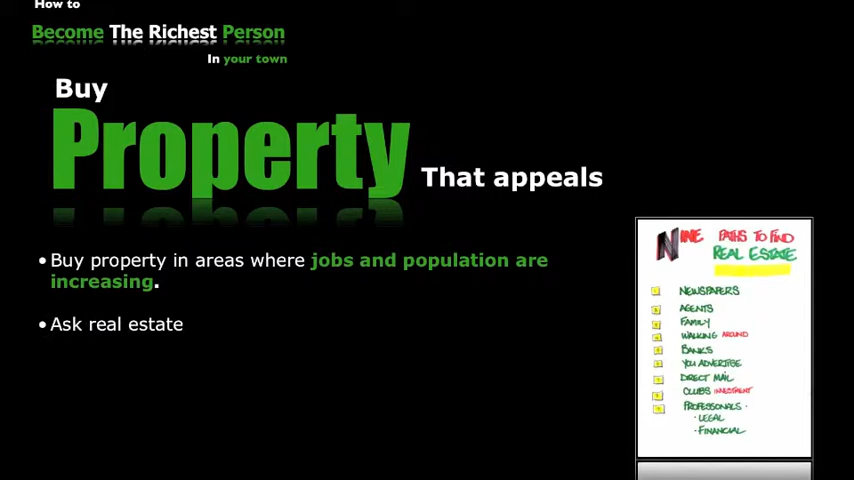 How to
Become The Richest Person
In your town
Buy
Property That appeals
•Buy property in areas where jobs and population are
increasing.
•Ask real estate
NINE PATHS TO FIND
REAL ESTATE
NEWSPAPERS
AGENTS
FAMILY
WALKING AROUND
BANKS
YOU ADVERTISE
DIRECT MAIL
CLUBS INVESTMENT
PROFESSIONALS
· LEGAL
· FINANCIAL